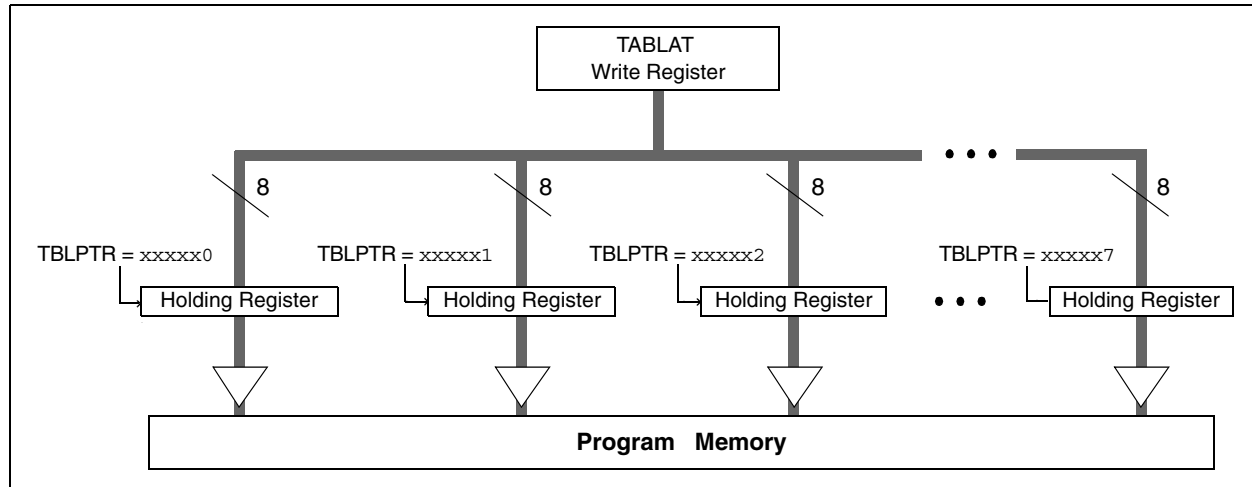 TABLAT
Write Register
8 8 8 8
TBLPTR = xxxxx0 TBLPTR = xxxxx1 TBLPTR = xxxxx2 TBLPTR = xxxxx7
Holding Register Holding Register Holding Register Holding Register
Program Memory